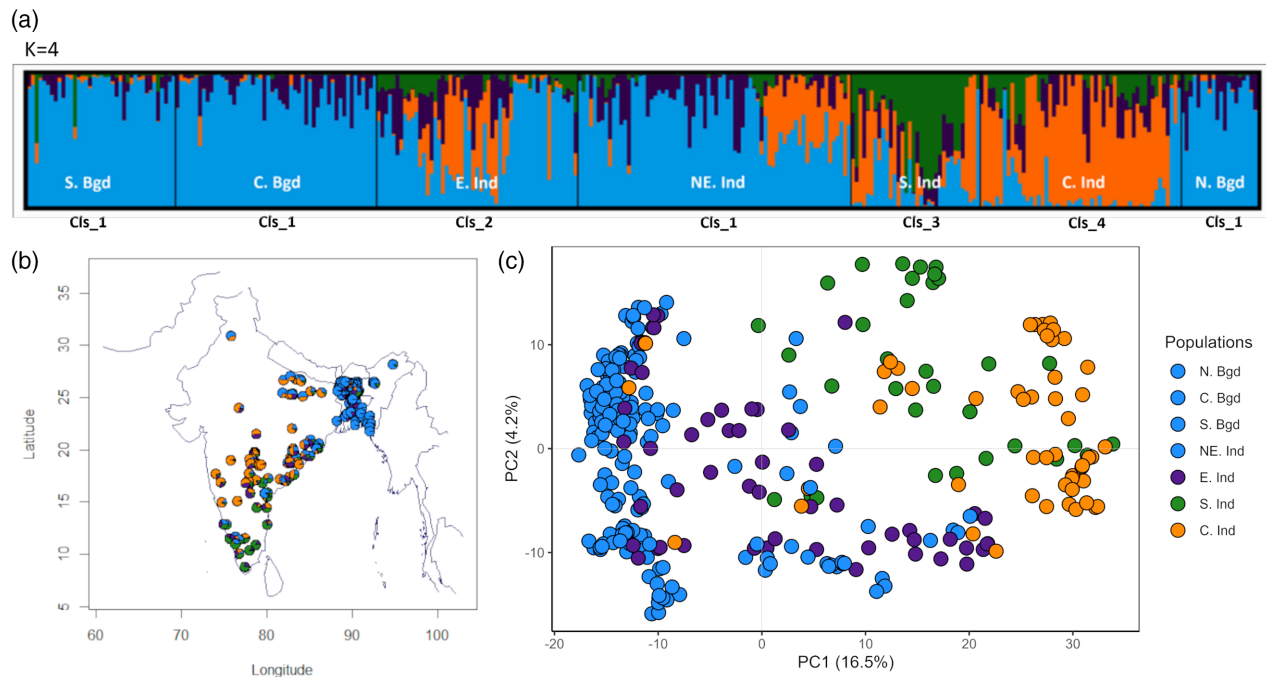 (a)
K=4
S. Bgd C. Bgd E. Ind NE. Ind S. Ind C. Ind N. Bgd
Cls_1 Cls_1 Cls_2 Cls_1 Cls_3 Cls_4 Cls_1
(b)
35
30
25
20
15
10
5
Latitude
60 70 80 90 100
Longitude
(c)
10
0
-10
PC2 (4.2%)
-20 -10 0 10 20 30
PC1 (16.5%)
Populations
N. Bgd
C. Bgd
S. Bgd
NE. Ind
E. Ind
S. Ind
C. Ind